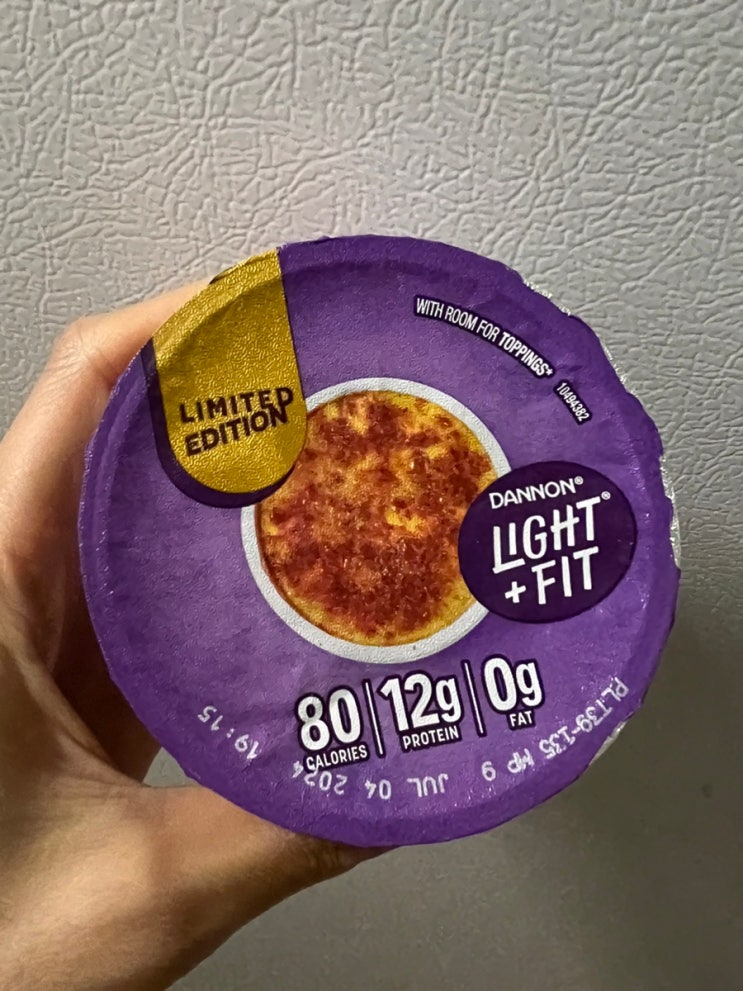 LIMITED
EDITION
WITH ROOM FOR TOPPINGS*
10494382
DANNON®
LIGHT®
+ FIT
80 | 12g | 0g
CALORIES PROTEIN FAT
PLT39-135 MP 9 JUL 04 2024 19:15